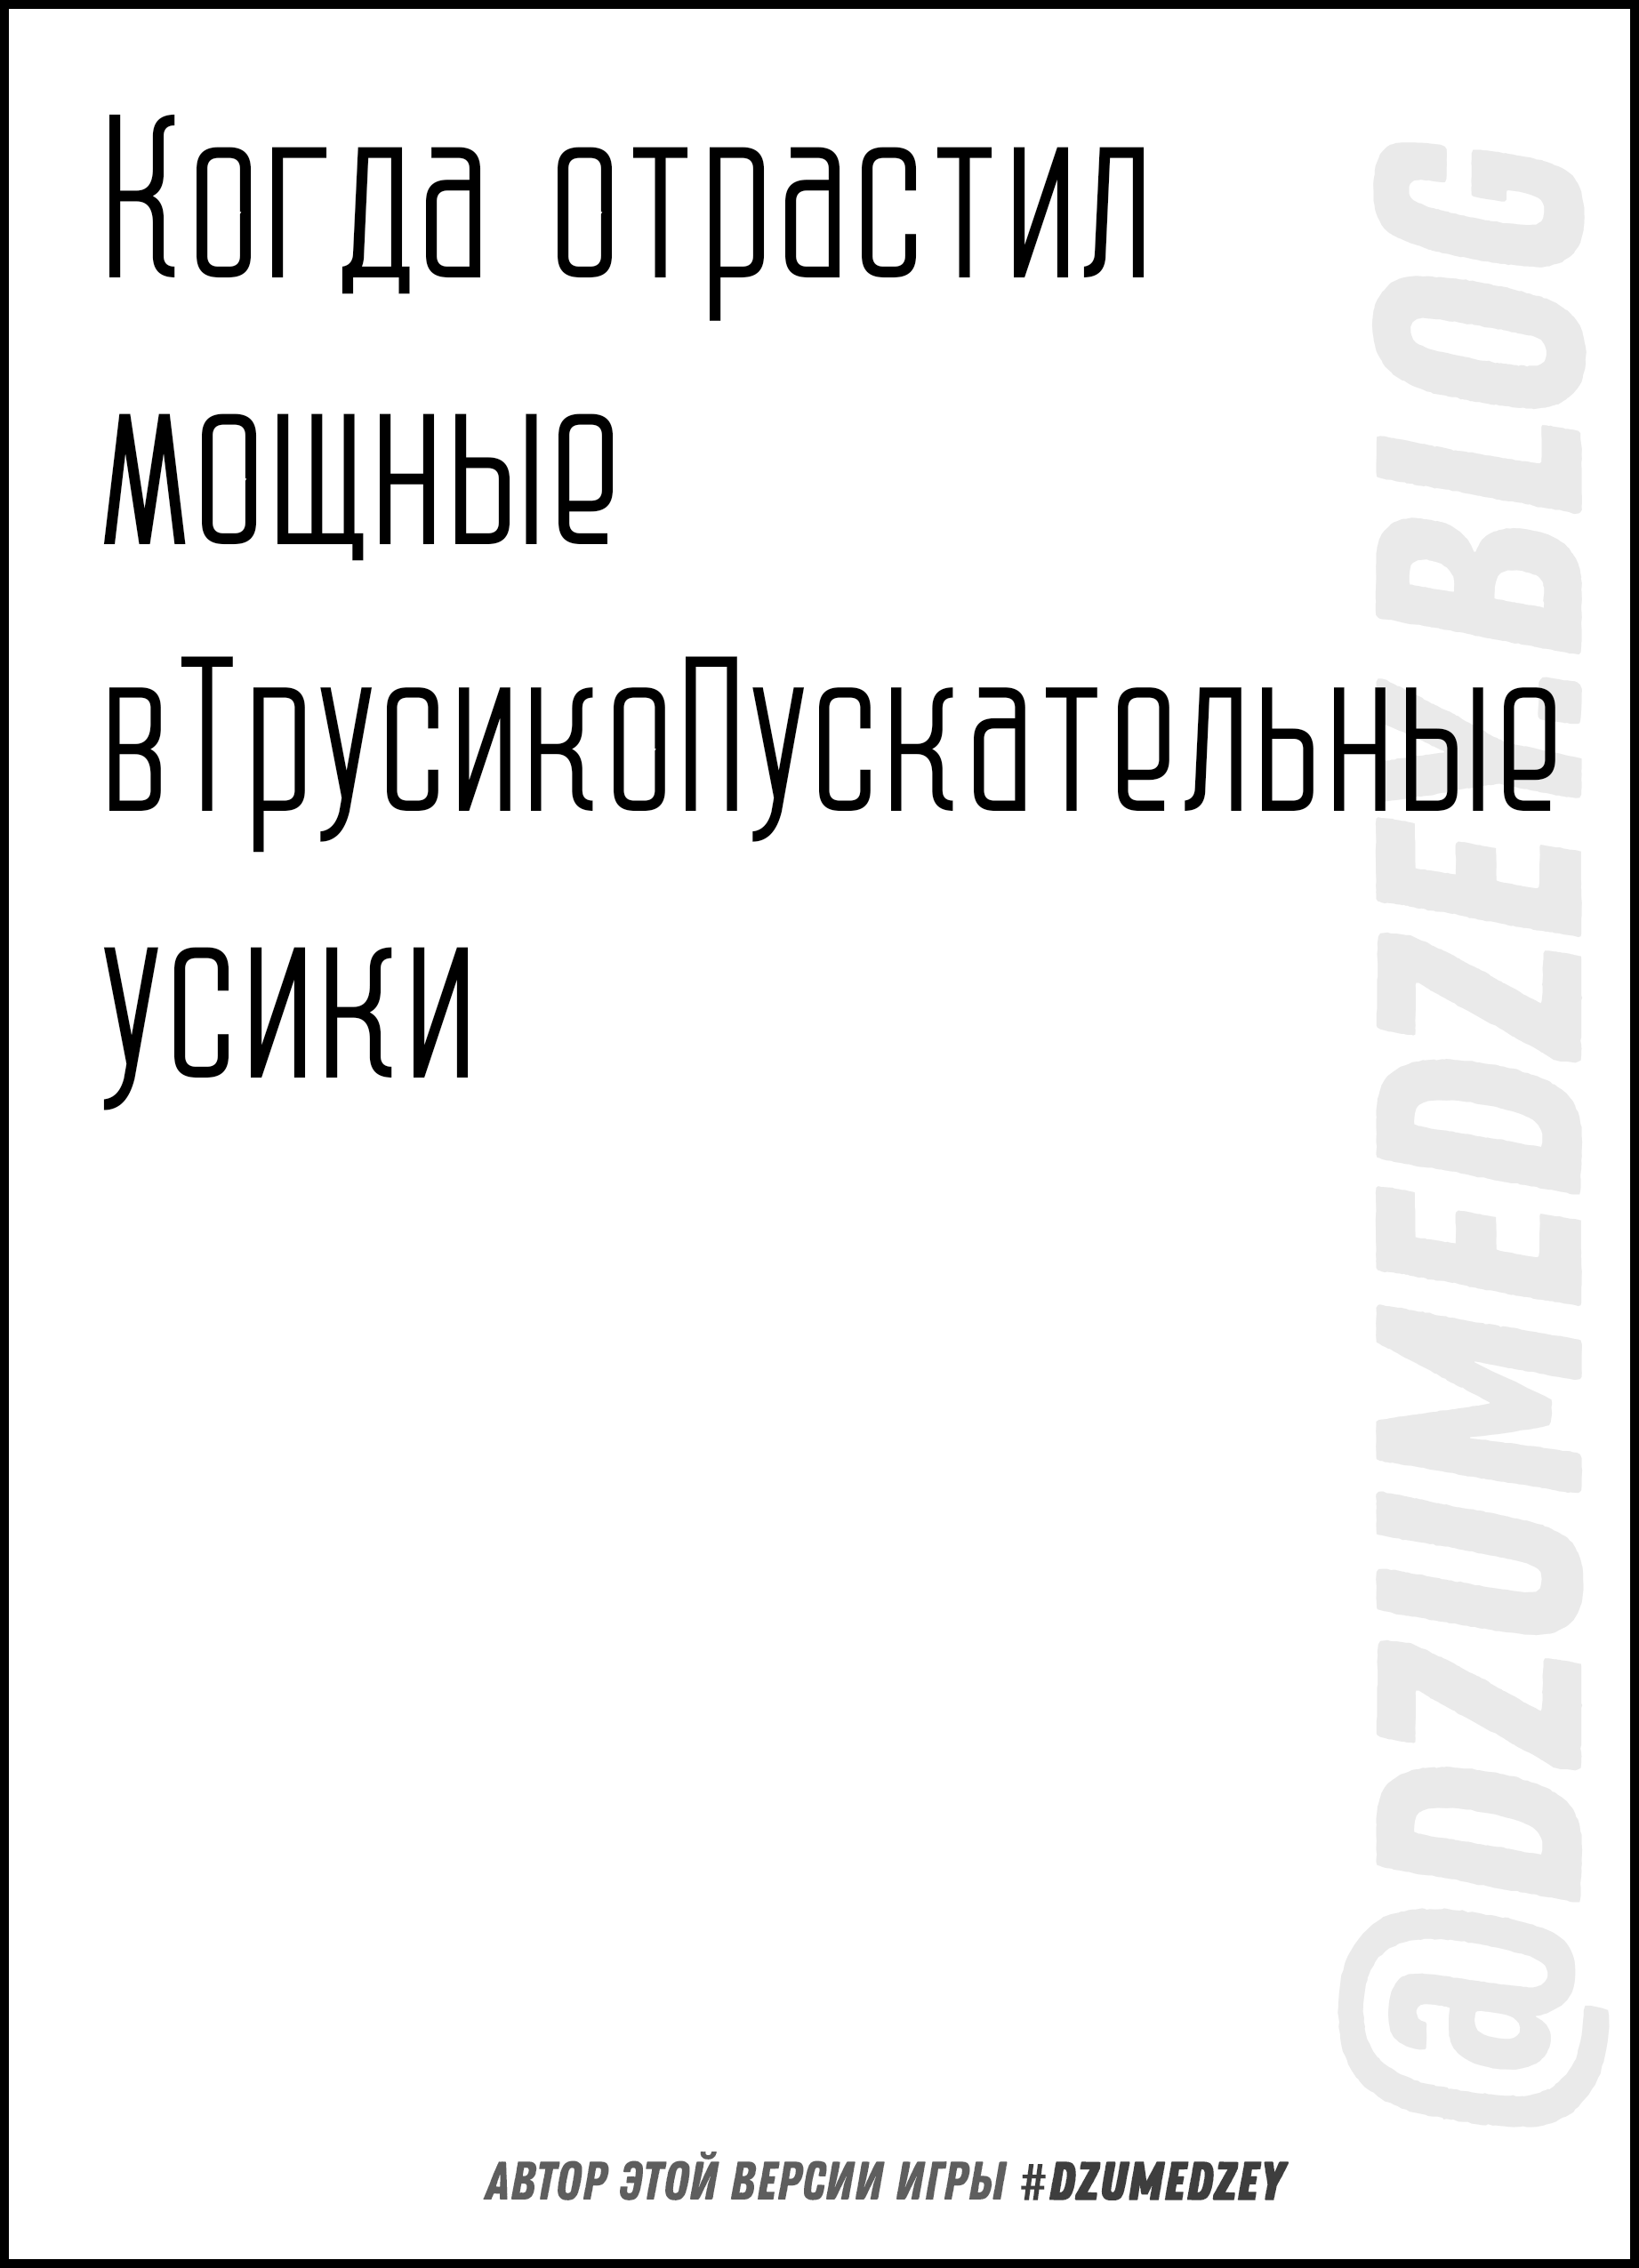 Когда отрастил
мощные
вТрусикоПускательные
усики
@DZUMEDZEY.BLOG
АВТОР ЭТОЙ ВЕРСИИ ИГРЫ #DZUMEDZEY